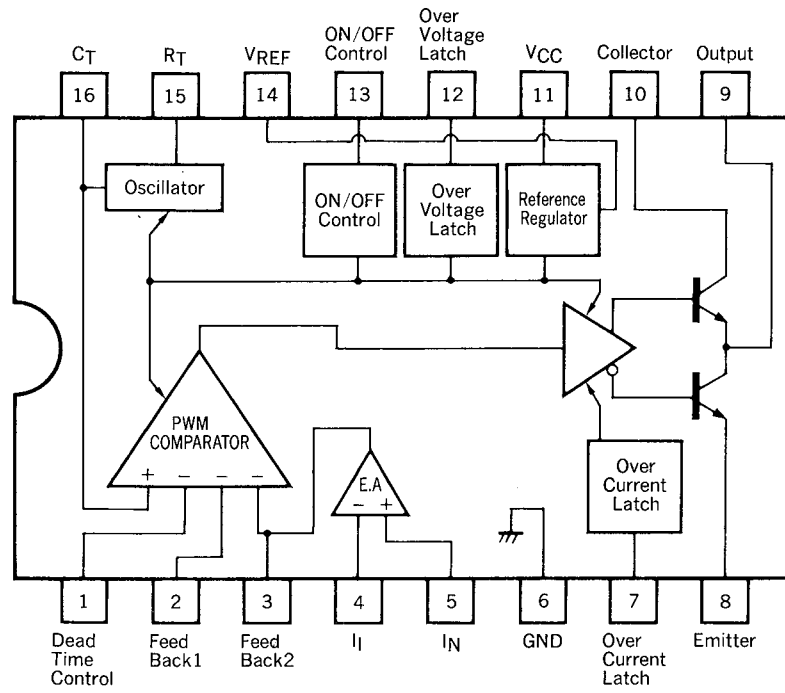 CT
RT
VREF
ON/OFF
Control
Over
Voltage
Latch
VCC
Collector
Output
16
15
14
13
12
11
10
9
Oscillator
ON/OFF
Control
Over
Voltage
Latch
Reference
Regulator
PWM
COMPARATOR
+ − − −
E.A
− +
Over
Current
Latch
1
2
3
4
5
6
7
8
Dead
Time
Control
Feed
Back1
Feed
Back2
II
IN
GND
Over
Current
Latch
Emitter